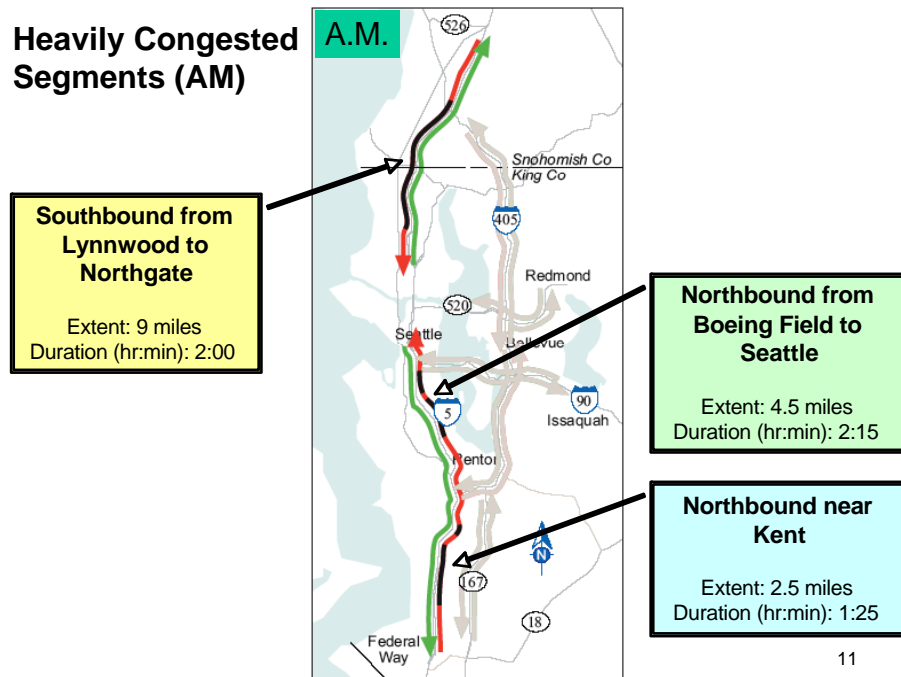 Heavily Congested
Segments (AM)
A.M.
526
Snohomish Co
King Co
405
Southbound from
Lynnwood to
Northgate
Extent: 9 miles
Duration (hr:min): 2:00
Redmond
520
Seattle
Bellevue
Northbound from
Boeing Field to
Seattle
Extent: 4.5 miles
Duration (hr:min): 2:15
90
5
Issaquah
Renton
Northbound near
Kent
Extent: 2.5 miles
Duration (hr:min): 1:25
N
167
18
Federal
Way
11